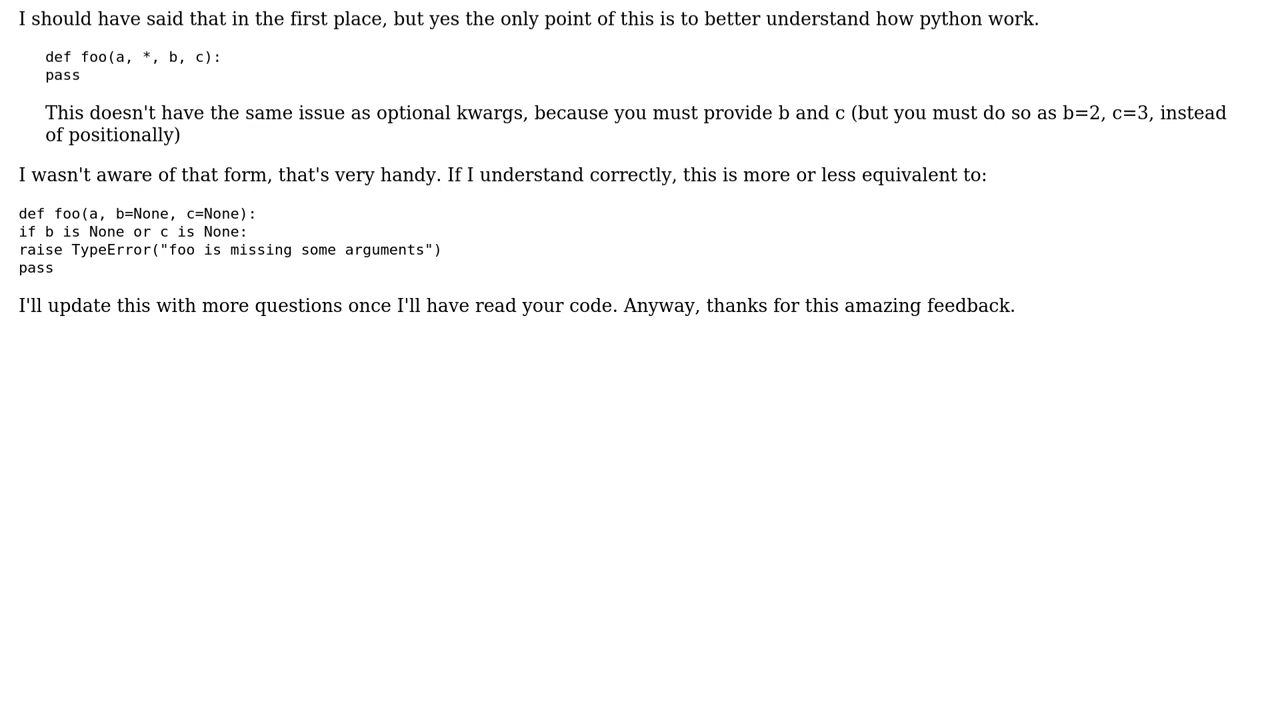 I should have said that in the first place, but yes the only point of this is to better understand how python work.
def foo(a, *, b, c):
pass
This doesn't have the same issue as optional kwargs, because you must provide b and c (but you must do so as b=2, c=3, instead
of positionally)
I wasn't aware of that form, that's very handy. If I understand correctly, this is more or less equivalent to:
def foo(a, b=None, c=None):
if b is None or c is None:
raise TypeError("foo is missing some arguments")
pass
I'll update this with more questions once I'll have read your code. Anyway, thanks for this amazing feedback.